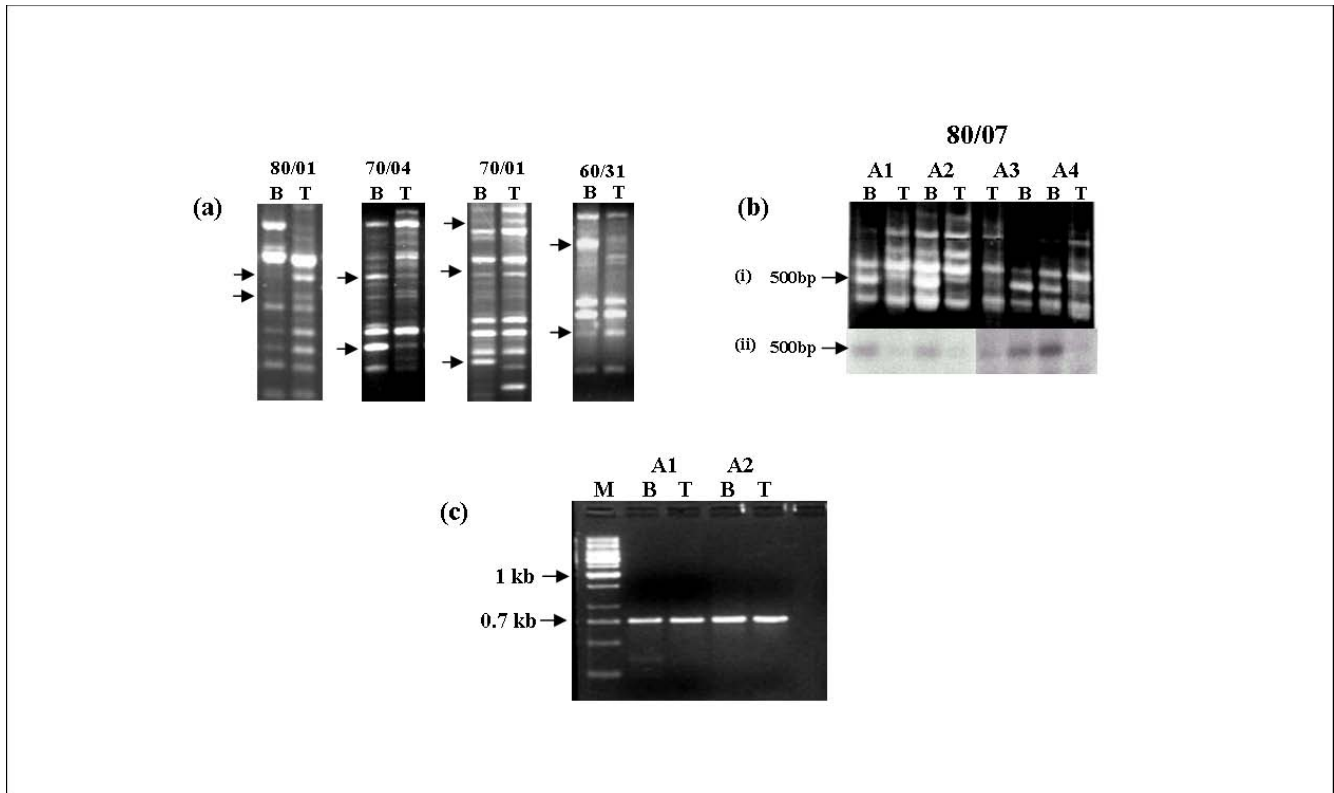 (a)
80/01 70/04 70/01 60/31
B T B T B T B T
80/07
A1 A2 A3 A4
B T B T T B B T
(b)
(i) 500bp
(ii) 500bp
(c)
A1 A2
M B T B T
1 kb
0.7 kb